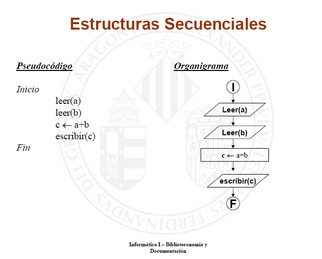 Estructuras Secuenciales
Pseudocódigo
Organigrama
Inicio
leer(a)
leer(b)
c ← a+b
escribir(c)
Fin
I
Leer(a)
Leer(b)
c ← a+b
escribir(c)
F
Informática I – Biblioteconomía y
Documentación